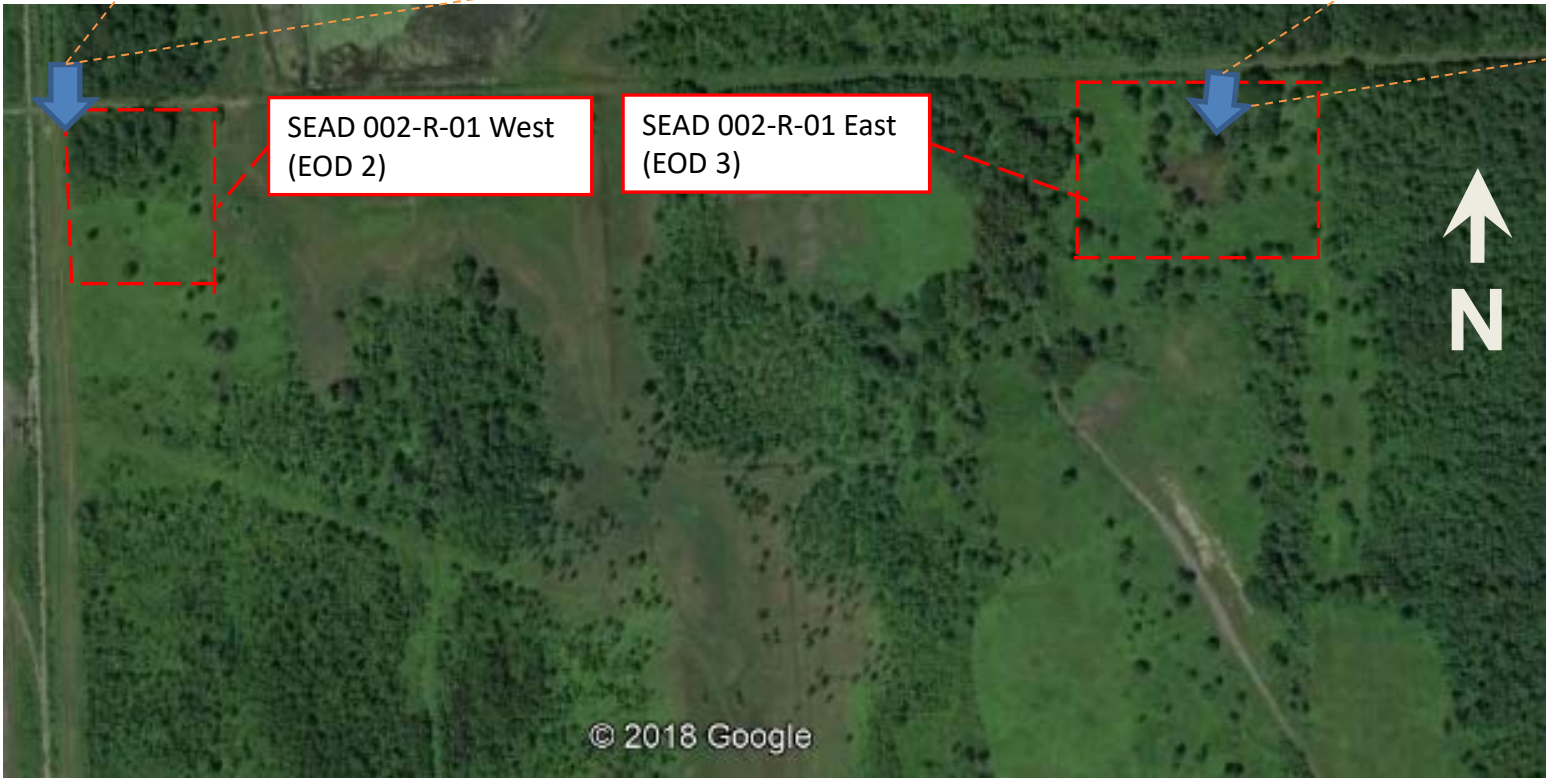 SEAD 002-R-01 West
(EOD 2)
SEAD 002-R-01 East
(EOD 3)
N
© 2018 Google